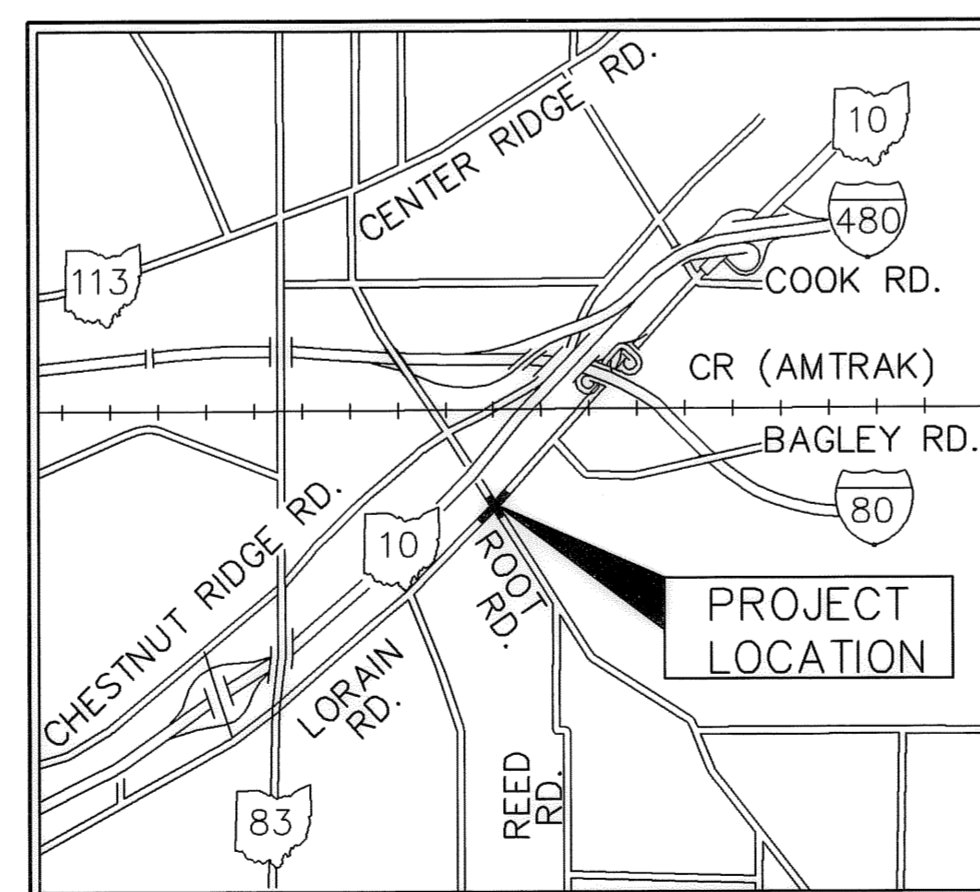 CENTER RIDGE RD.
10
480
113
COOK RD.
CR (AMTRAK)
BAGLEY RD.
80
CHESTNUT RIDGE RD.
10
ROOT
RD.
PROJECT
LOCATION
LORAIN
RD.
REED
RD.
83